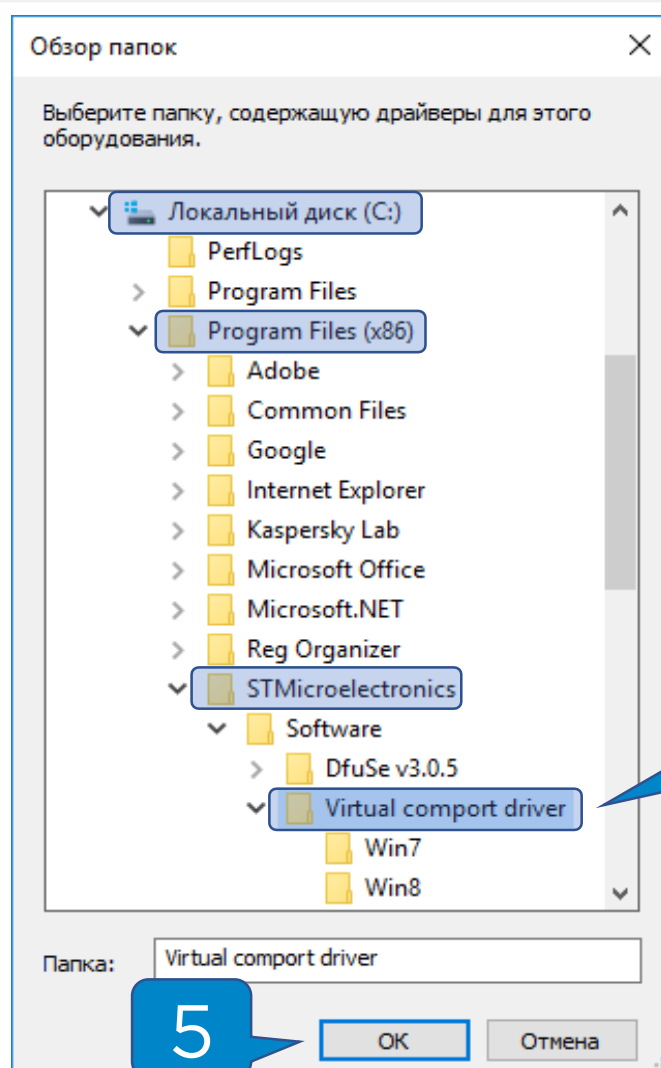 Обзор папок
Выберите папку, содержащую драйверы для этого
оборудования.
Локальный диск (C:)
PerfLogs
Program Files
Program Files (x86)
Adobe
Common Files
Google
Internet Explorer
Kaspersky Lab
Microsoft Office
Microsoft.NET
Reg Organizer
STMicroelectronics
Software
DfuSe v3.0.5
Virtual comport driver
Win7
Win8
Папка: Virtual comport driver
5 ОК Отмена